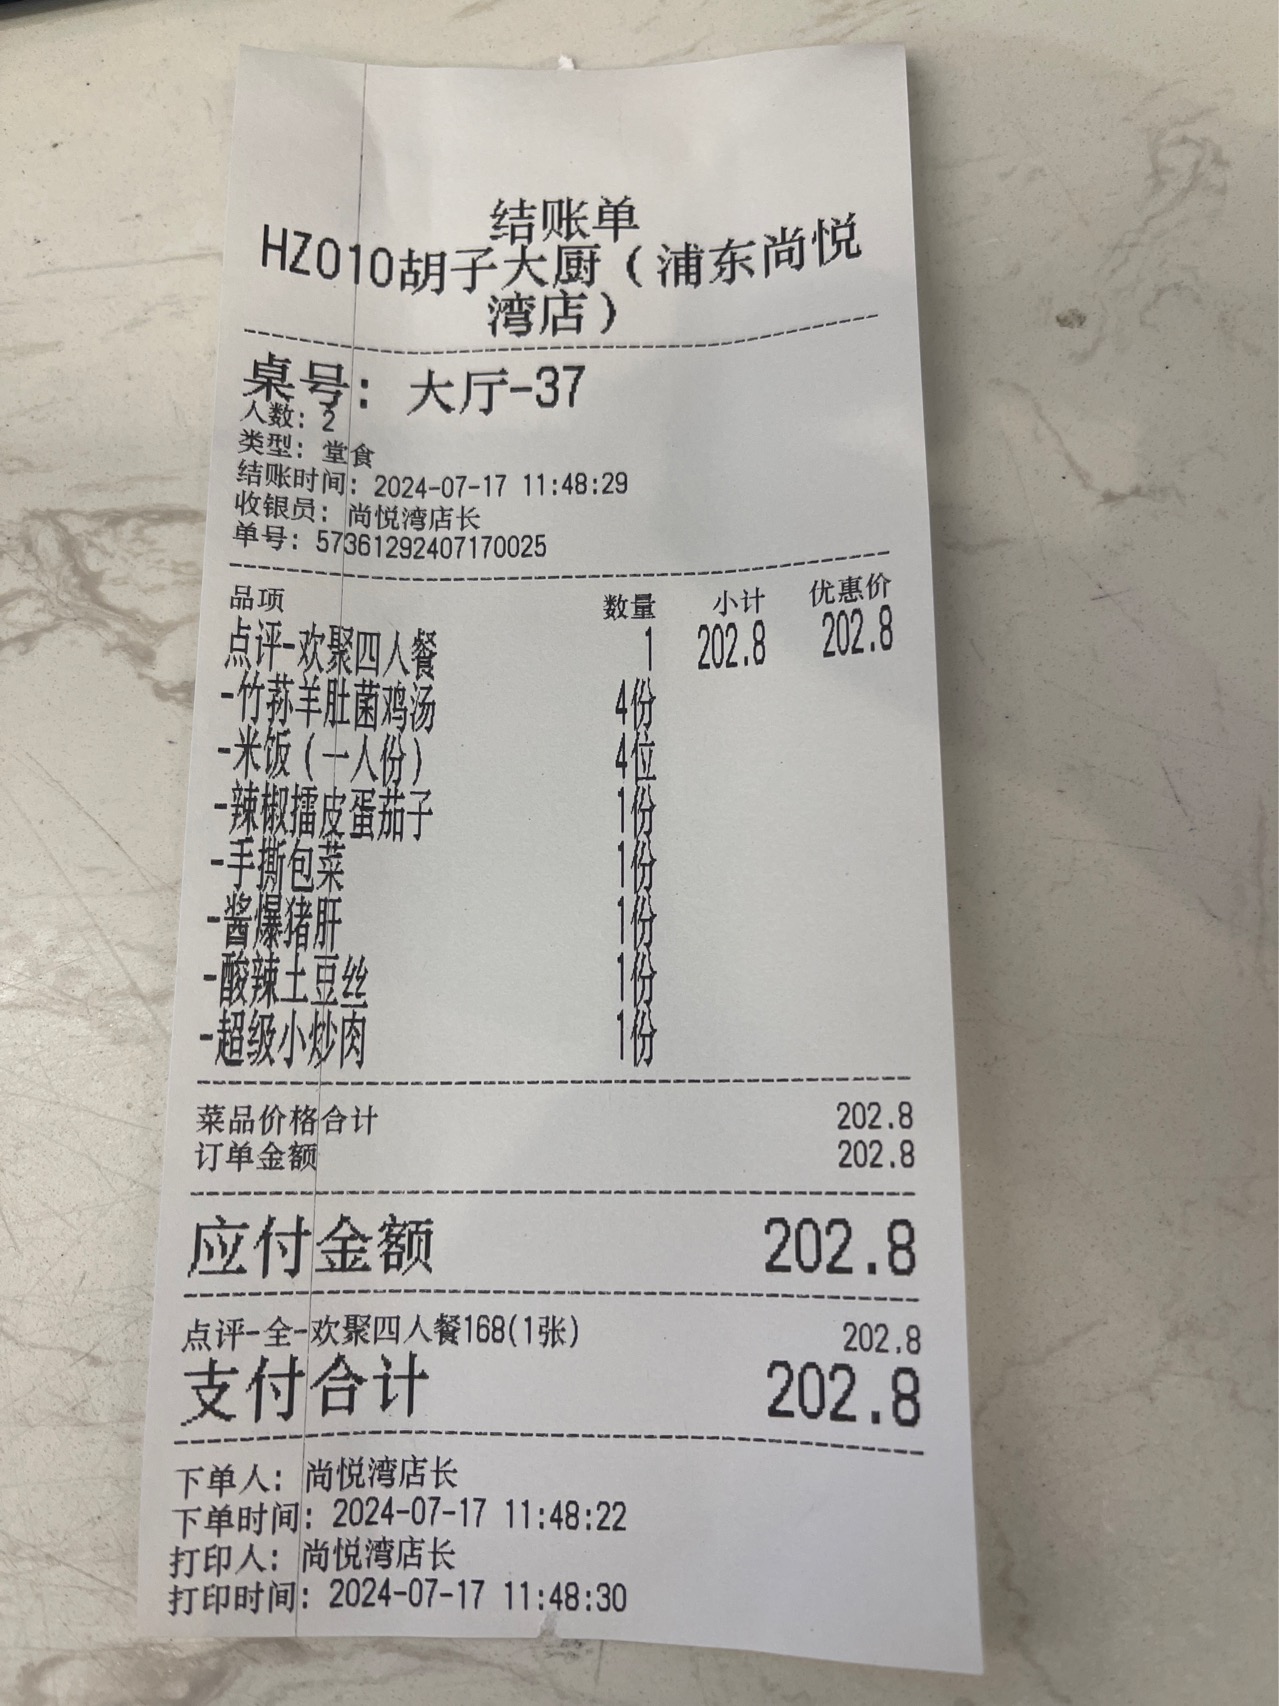 结账单
HZ010胡子大厨（浦东尚悦
湾店）
桌号：大厅-37
人数：2
类型：堂食
结账时间：2024-07-17 11:48:29
收银员：尚悦湾店长
单号：573612924071700025
品项 数量 小计 优惠价
点评-欢聚四人餐 1 202.8 202.8
-竹荪羊肚菌鸡汤 4份
-米饭（一人份） 4位
-辣椒擂皮蛋茄子 1份
-手撕包菜 1份
-酱爆猪肝 1份
-酸辣土豆丝 1份
-超级小炒肉 1份
菜品价格合计 202.8
订单金额 202.8
应付金额 202.8
点评-全-欢聚四人餐168(1张) 202.8
支付合计 202.8
下单人：尚悦湾店长
下单时间：2024-07-17 11:48:22
打印人：尚悦湾店长
打印时间：2024-07-17 11:48:30